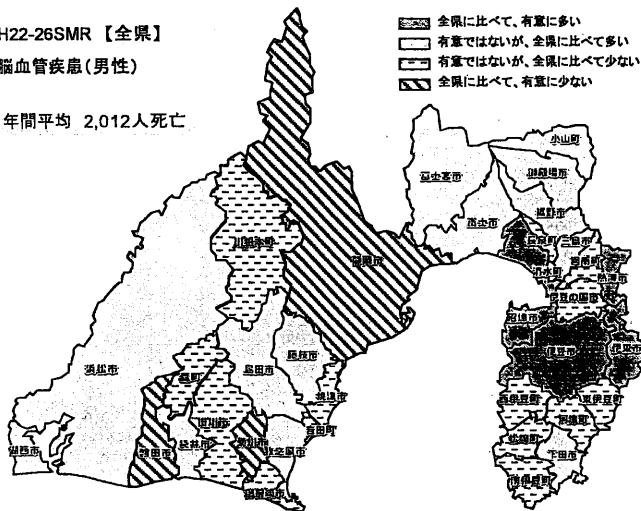 H22-26SMR 【全県】
脳血管疾患(男性)
年間平均 2,012人死亡
全県に比べて、有意に多い
有意ではないが、全県に比べて多い
有意ではないが、全県に比べて少ない
全県に比べて、有意に少ない
小山町
御殿場市
富士宮市
裾野市
富士市
長泉町
三島市
函南町
清水町
熱海市
伊豆の国市
沼津市
伊豆市
伊東市
西伊豆町
東伊豆町
河津町
松崎町
下田市
南伊豆町
川根本町
静岡市
浜松市
島田市
藤枝市
森町
焼津市
掛川市
吉田町
湖西市
磐田市
袋井市
菊川市
牧之原市
御前崎市